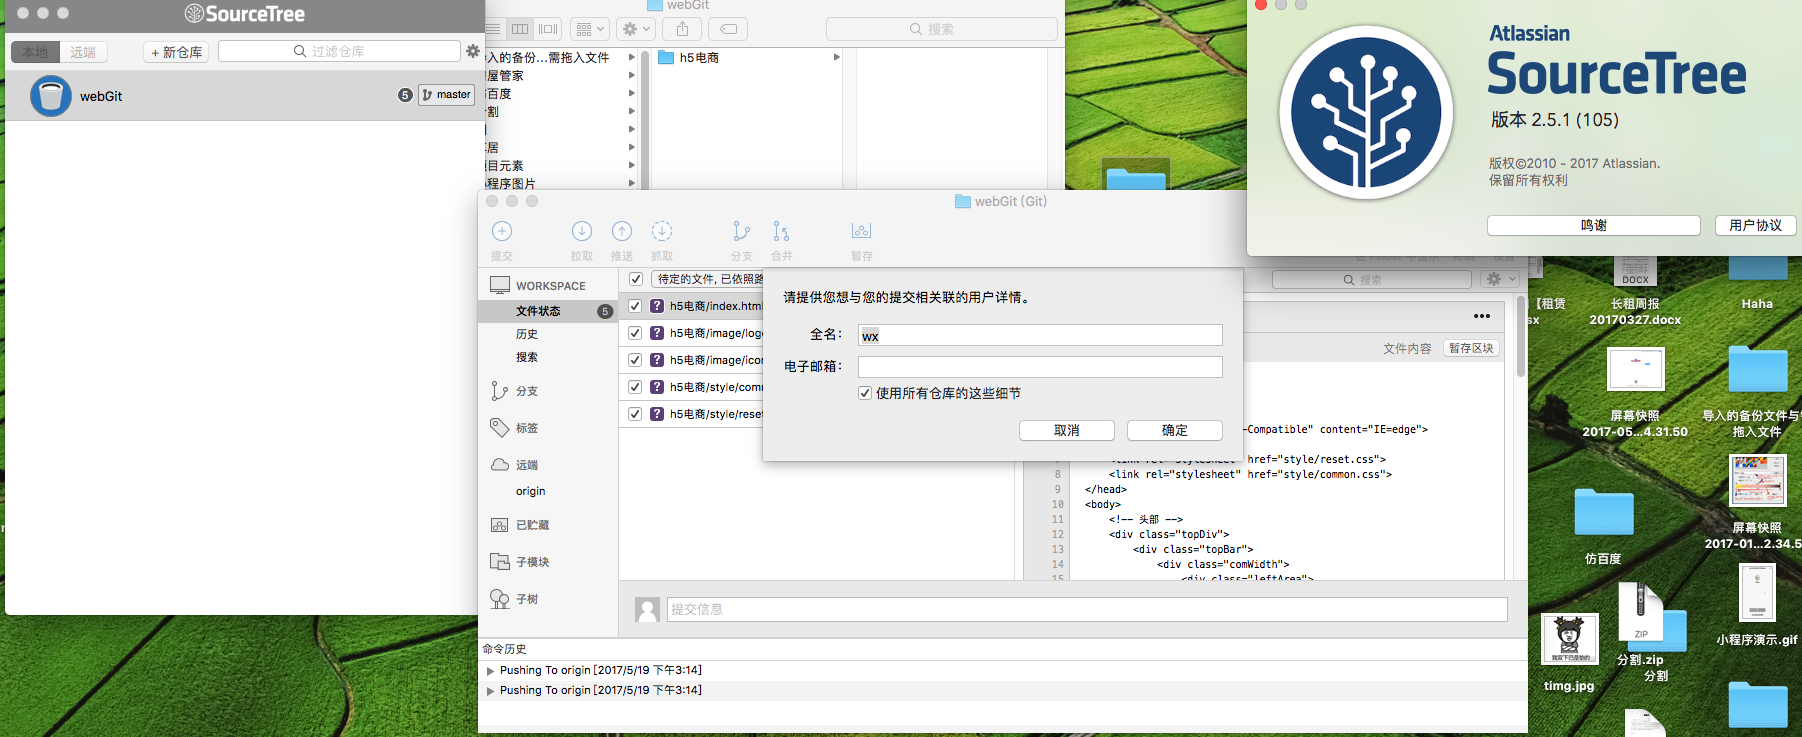 SourceTree
本地
远端
+ 新仓库
过滤仓库
webGit
5
master
webGit
搜索
入的备份...需拖入文件
屋管家
百度
割
居
项目元素
程序图片
h5电商
Atlassian
SourceTree
版本 2.5.1 (105)
版权©2010 - 2017 Atlassian.
保留所有权利
鸣谢
用户协议
webGit (Git)
提交
拉取
推送
抓取
分支
合并
暂存
WORKSPACE
文件状态
5
历史
搜索
分支
标签
远端
origin
已贮藏
子模块
子树
待定的文件, 已依照路
搜索
h5电商/index.html
h5电商/image/log
h5电商/image/ico
h5电商/style/com
h5电商/style/reset
请提供您想与您的提交相关联的用户详情。
全名:
wx
电子邮箱:
使用所有仓库的这些细节
取消
确定
文件内容
暂存区块
-Compatible" content="IE=edge">
<link rel="stylesheet" href="style/reset.css">
8 <link rel="stylesheet" href="style/common.css">
9 </head>
10 <body>
11 <!-- 头部 -->
12 <div class="topDiv">
13 <div class="topBar">
14 <div class="comWidth">
15 <div class="leftArea">
提交信息
命令历史
Pushing To origin [2017/5/19 下午3:14]
Pushing To origin [2017/5/19 下午3:14]
【租赁
sx
DOCX
长租周报
20170327.docx
Haha
屏幕快照
2017-05...4.31.50
导入的备份文件与
拖入文件
仿百度
屏幕快照
2017-01...2.34.5
小程序演示.gif
ZIP
分割.zip
分割
timg.jpg